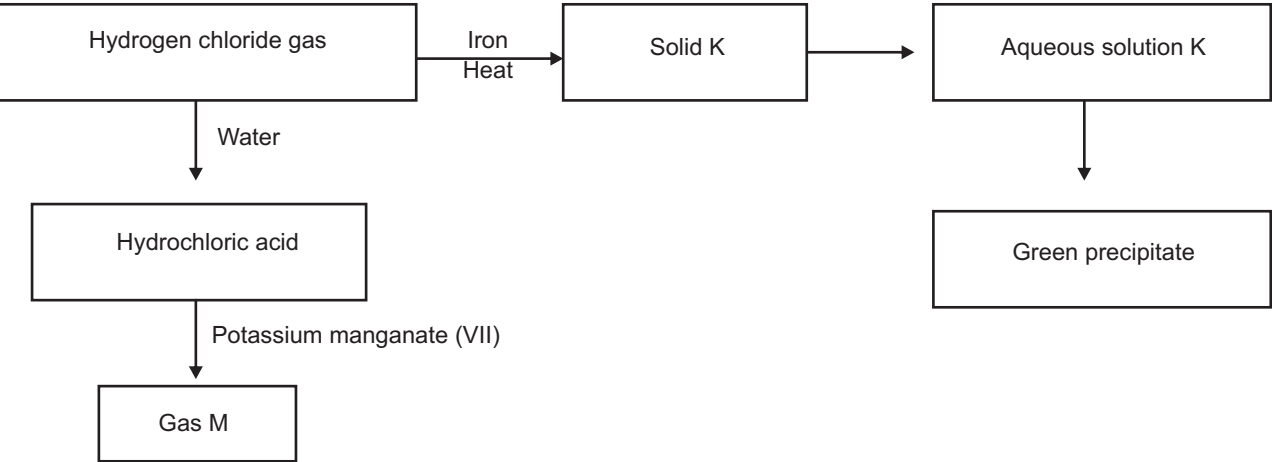 Hydrogen chloride gas
Iron
Heat
Solid K
Aqueous solution K
Water
Hydrochloric acid
Green precipitate
Potassium manganate (VII)
Gas M